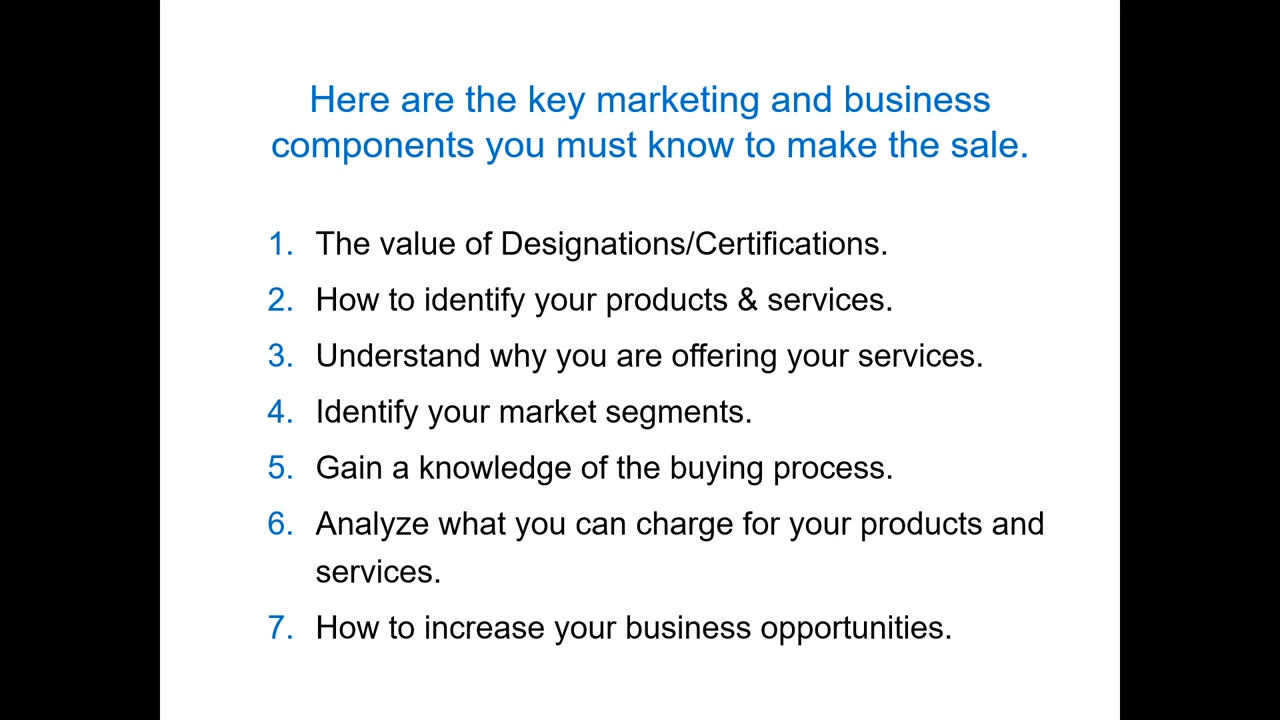 Here are the key marketing and business
components you must know to make the sale.
1. The value of Designations/Certifications.
2. How to identify your products & services.
3. Understand why you are offering your services.
4. Identify your market segments.
5. Gain a knowledge of the buying process.
6. Analyze what you can charge for your products and
services.
7. How to increase your business opportunities.